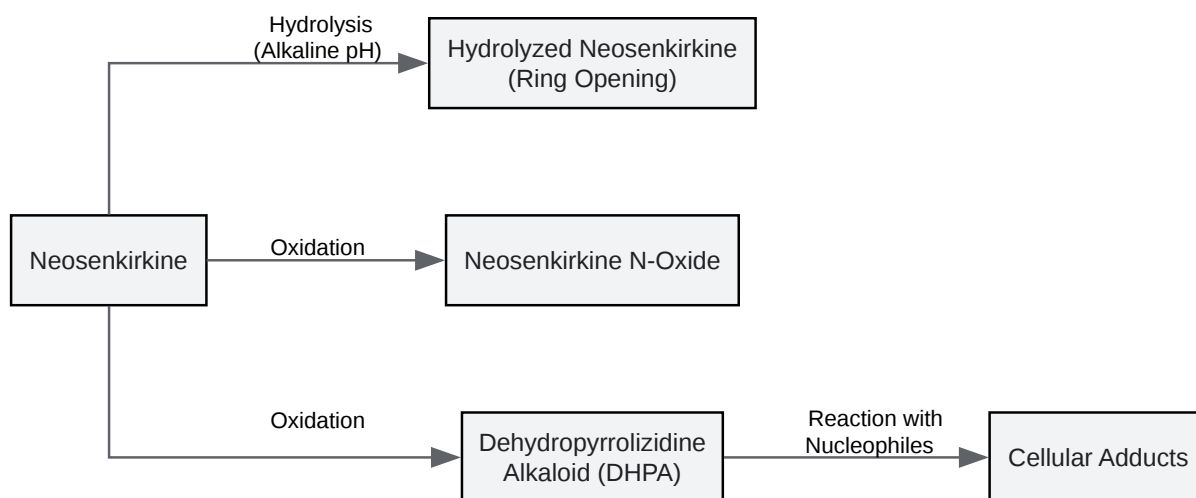 Hydrolysis
(Alkaline pH)
Hydrolyzed Neosenkirkine
(Ring Opening)
Neosenkirkine
Oxidation
Neosenkirkine N-Oxide
Oxidation
Dehydropyrrolizidine
Alkaloid (DHPA)
Reaction with
Nucleophiles
Cellular Adducts